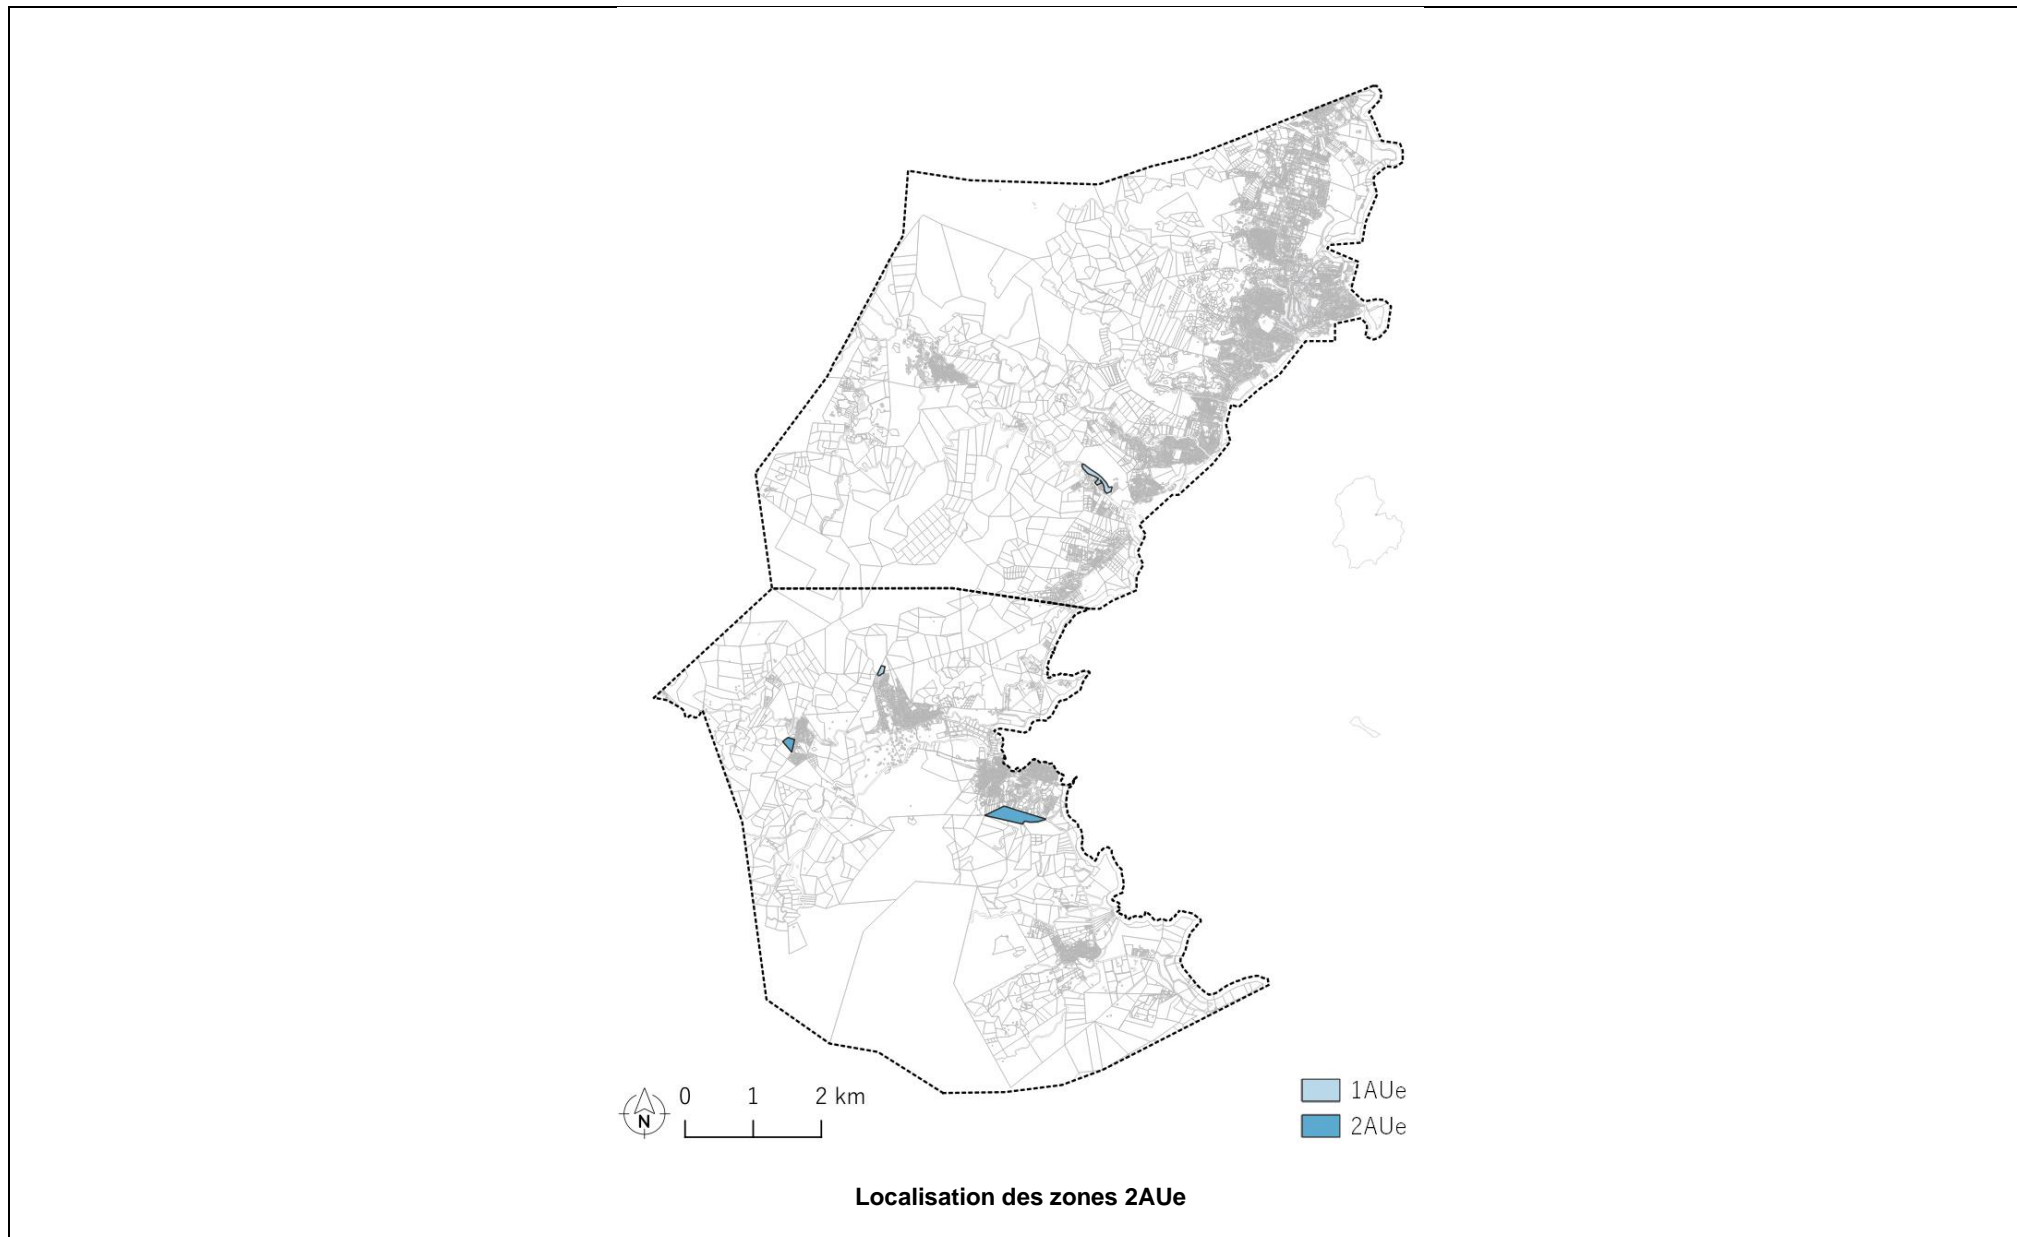 0 1 2 km
N
1AUe
2AUe
Localisation des zones 2AUe